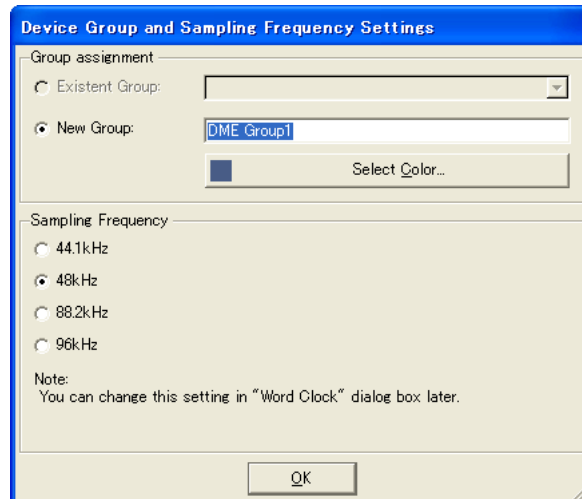 Device Group and Sampling Frequency Settings
Group assignment
Existent Group:
New Group: DME Group1
Select Color...
Sampling Frequency
44.1kHz
48kHz
88.2kHz
96kHz
Note:
You can change this setting in "Word Clock" dialog box later.
OK